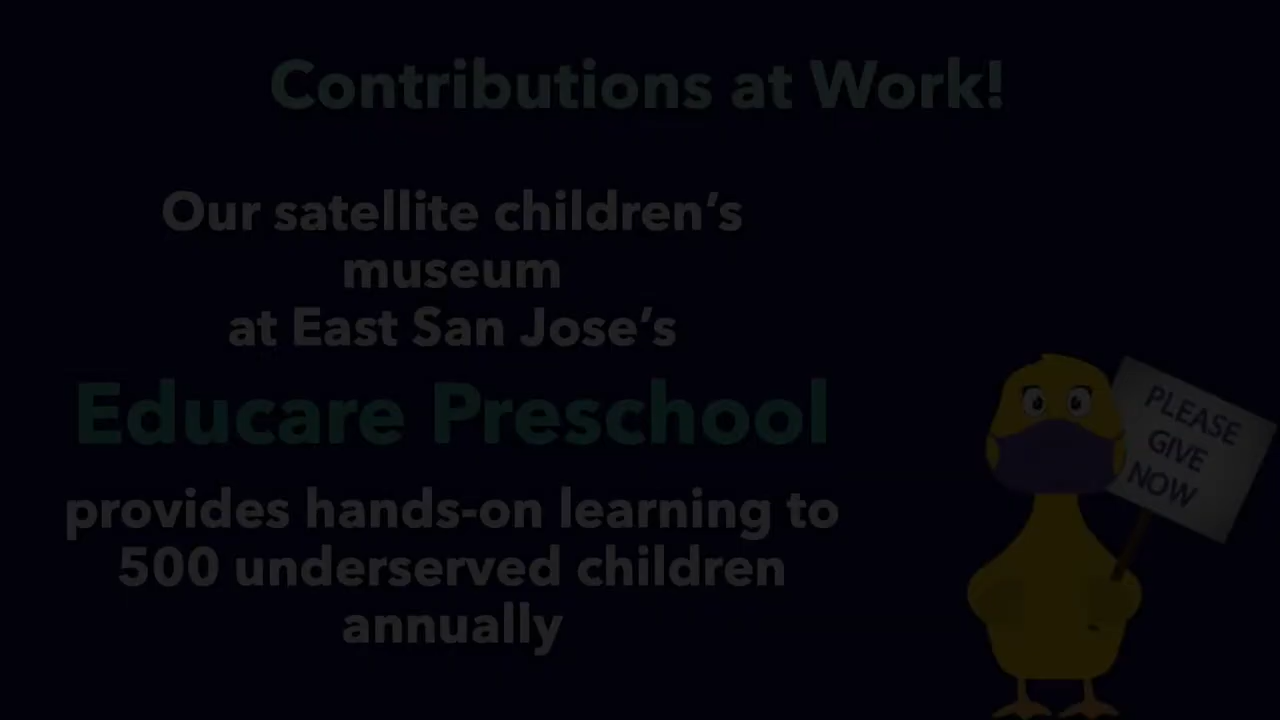 Contributions at Work!
Our satellite children’s
museum
at East San Jose’s
Educare Preschool
provides hands-on learning to
500 underserved children
annually
PLEASE
GIVE
NOW